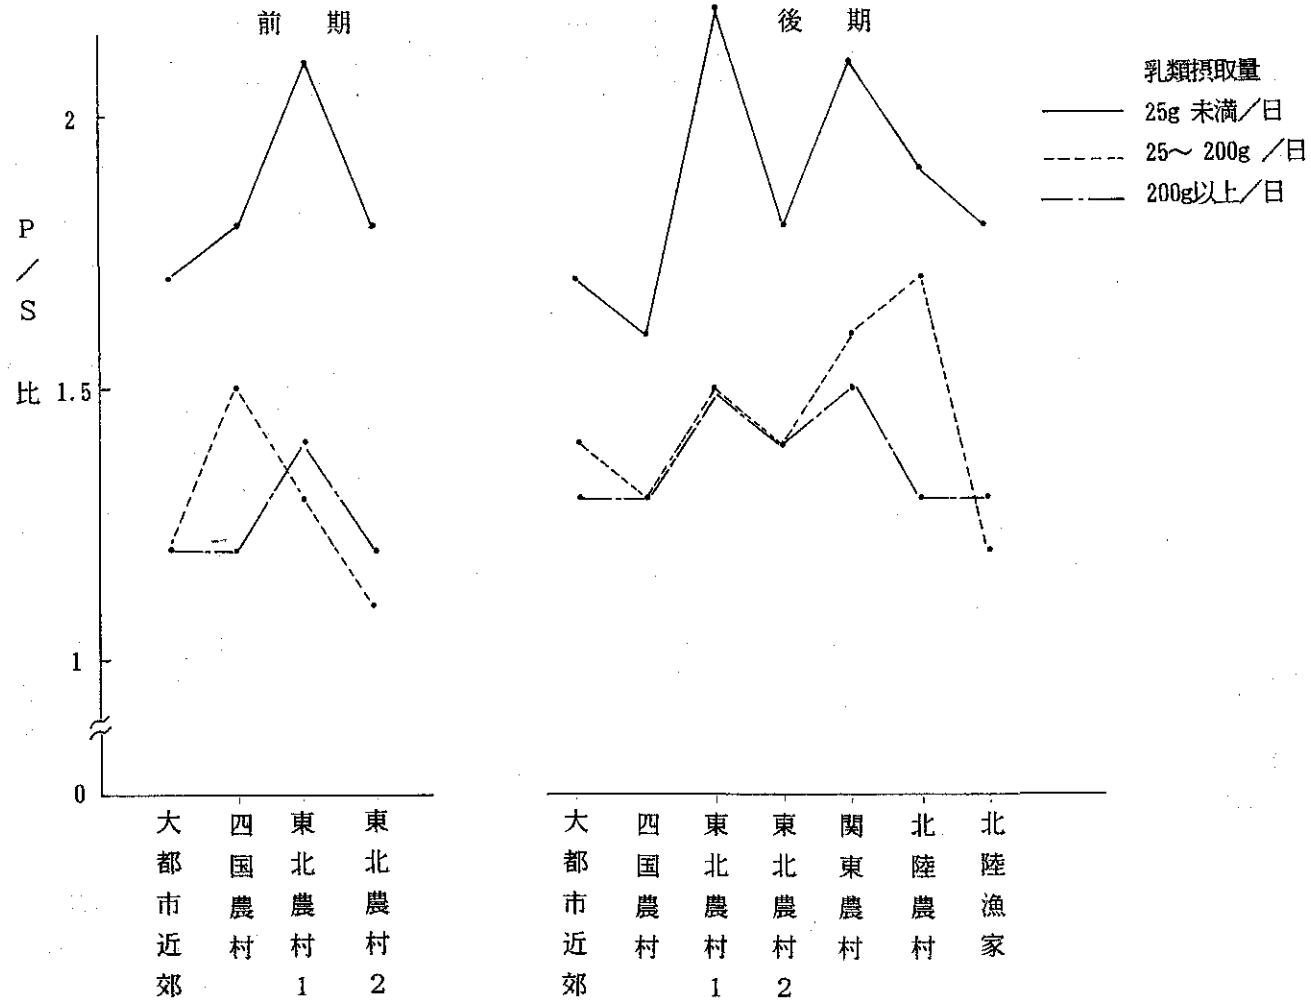 前期
後期
乳類摂取量
25g 未満／日
25〜 200g ／日
200g以上／日
P／S比
2
1.5
1
0
大都市近郊
四国農村
東北農村1
東北農村2
大都市近郊
四国農村
東北農村1
東北農村2
関東農村
北陸農村
北陸漁家